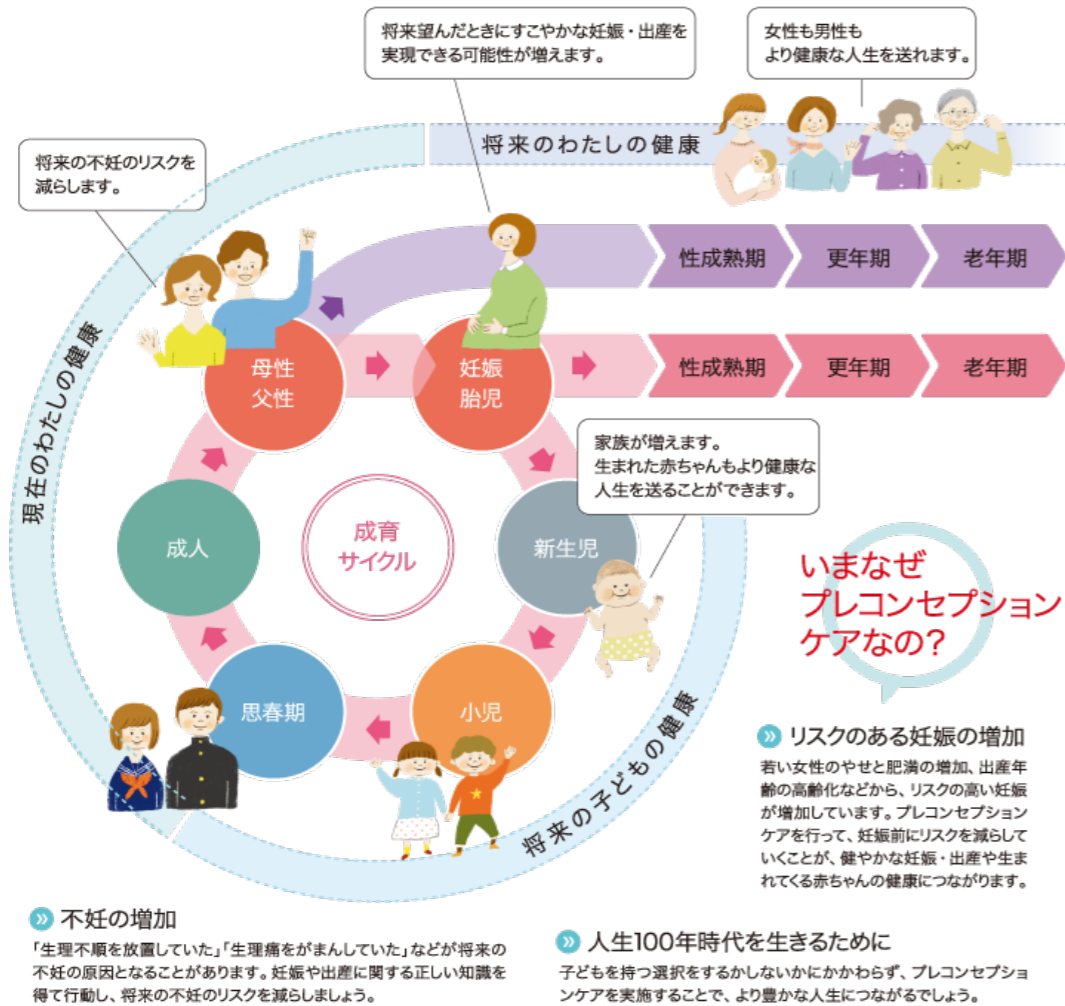 将来望んだときにすこやかな妊娠・出産を
実現できる可能性が増えます。
女性も男性も
より健康な人生を送れます。
将来のわたしの健康
将来の不妊のリスクを
減らします。
性成熟期
更年期
老年期
現在のわたしの健康
母性
父性
妊娠
胎児
性成熟期
更年期
老年期
家族が増えます。
生まれた赤ちゃんもより健康な
人生を送ることができます。
成人
成育
サイクル
新生児
思春期
小児
将来の子どもの健康
いまなぜ
プレコンセプション
ケアなの?
リスクのある妊娠の増加
若い女性のやせと肥満の増加、出産年
齢の高齢化などから、リスクの高い妊娠
が増加しています。プレコンセプション
ケアを行って、妊娠前にリスクを減らして
いくことが、健やかな妊娠・出産や生ま
れてくる赤ちゃんの健康につながります。
不妊の増加
「生理不順を放置していた」「生理痛をがまんしていた」などが将来の
不妊の原因となることがあります。妊娠や出産に関する正しい知識を
得て行動し、将来の不妊のリスクを減らしましょう。
人生100年時代を生きるために
子どもを持つ選択をするかしないかにかかわらず、プレコンセプショ
ンケアを実施することで、より豊かな人生につながるでしょう。